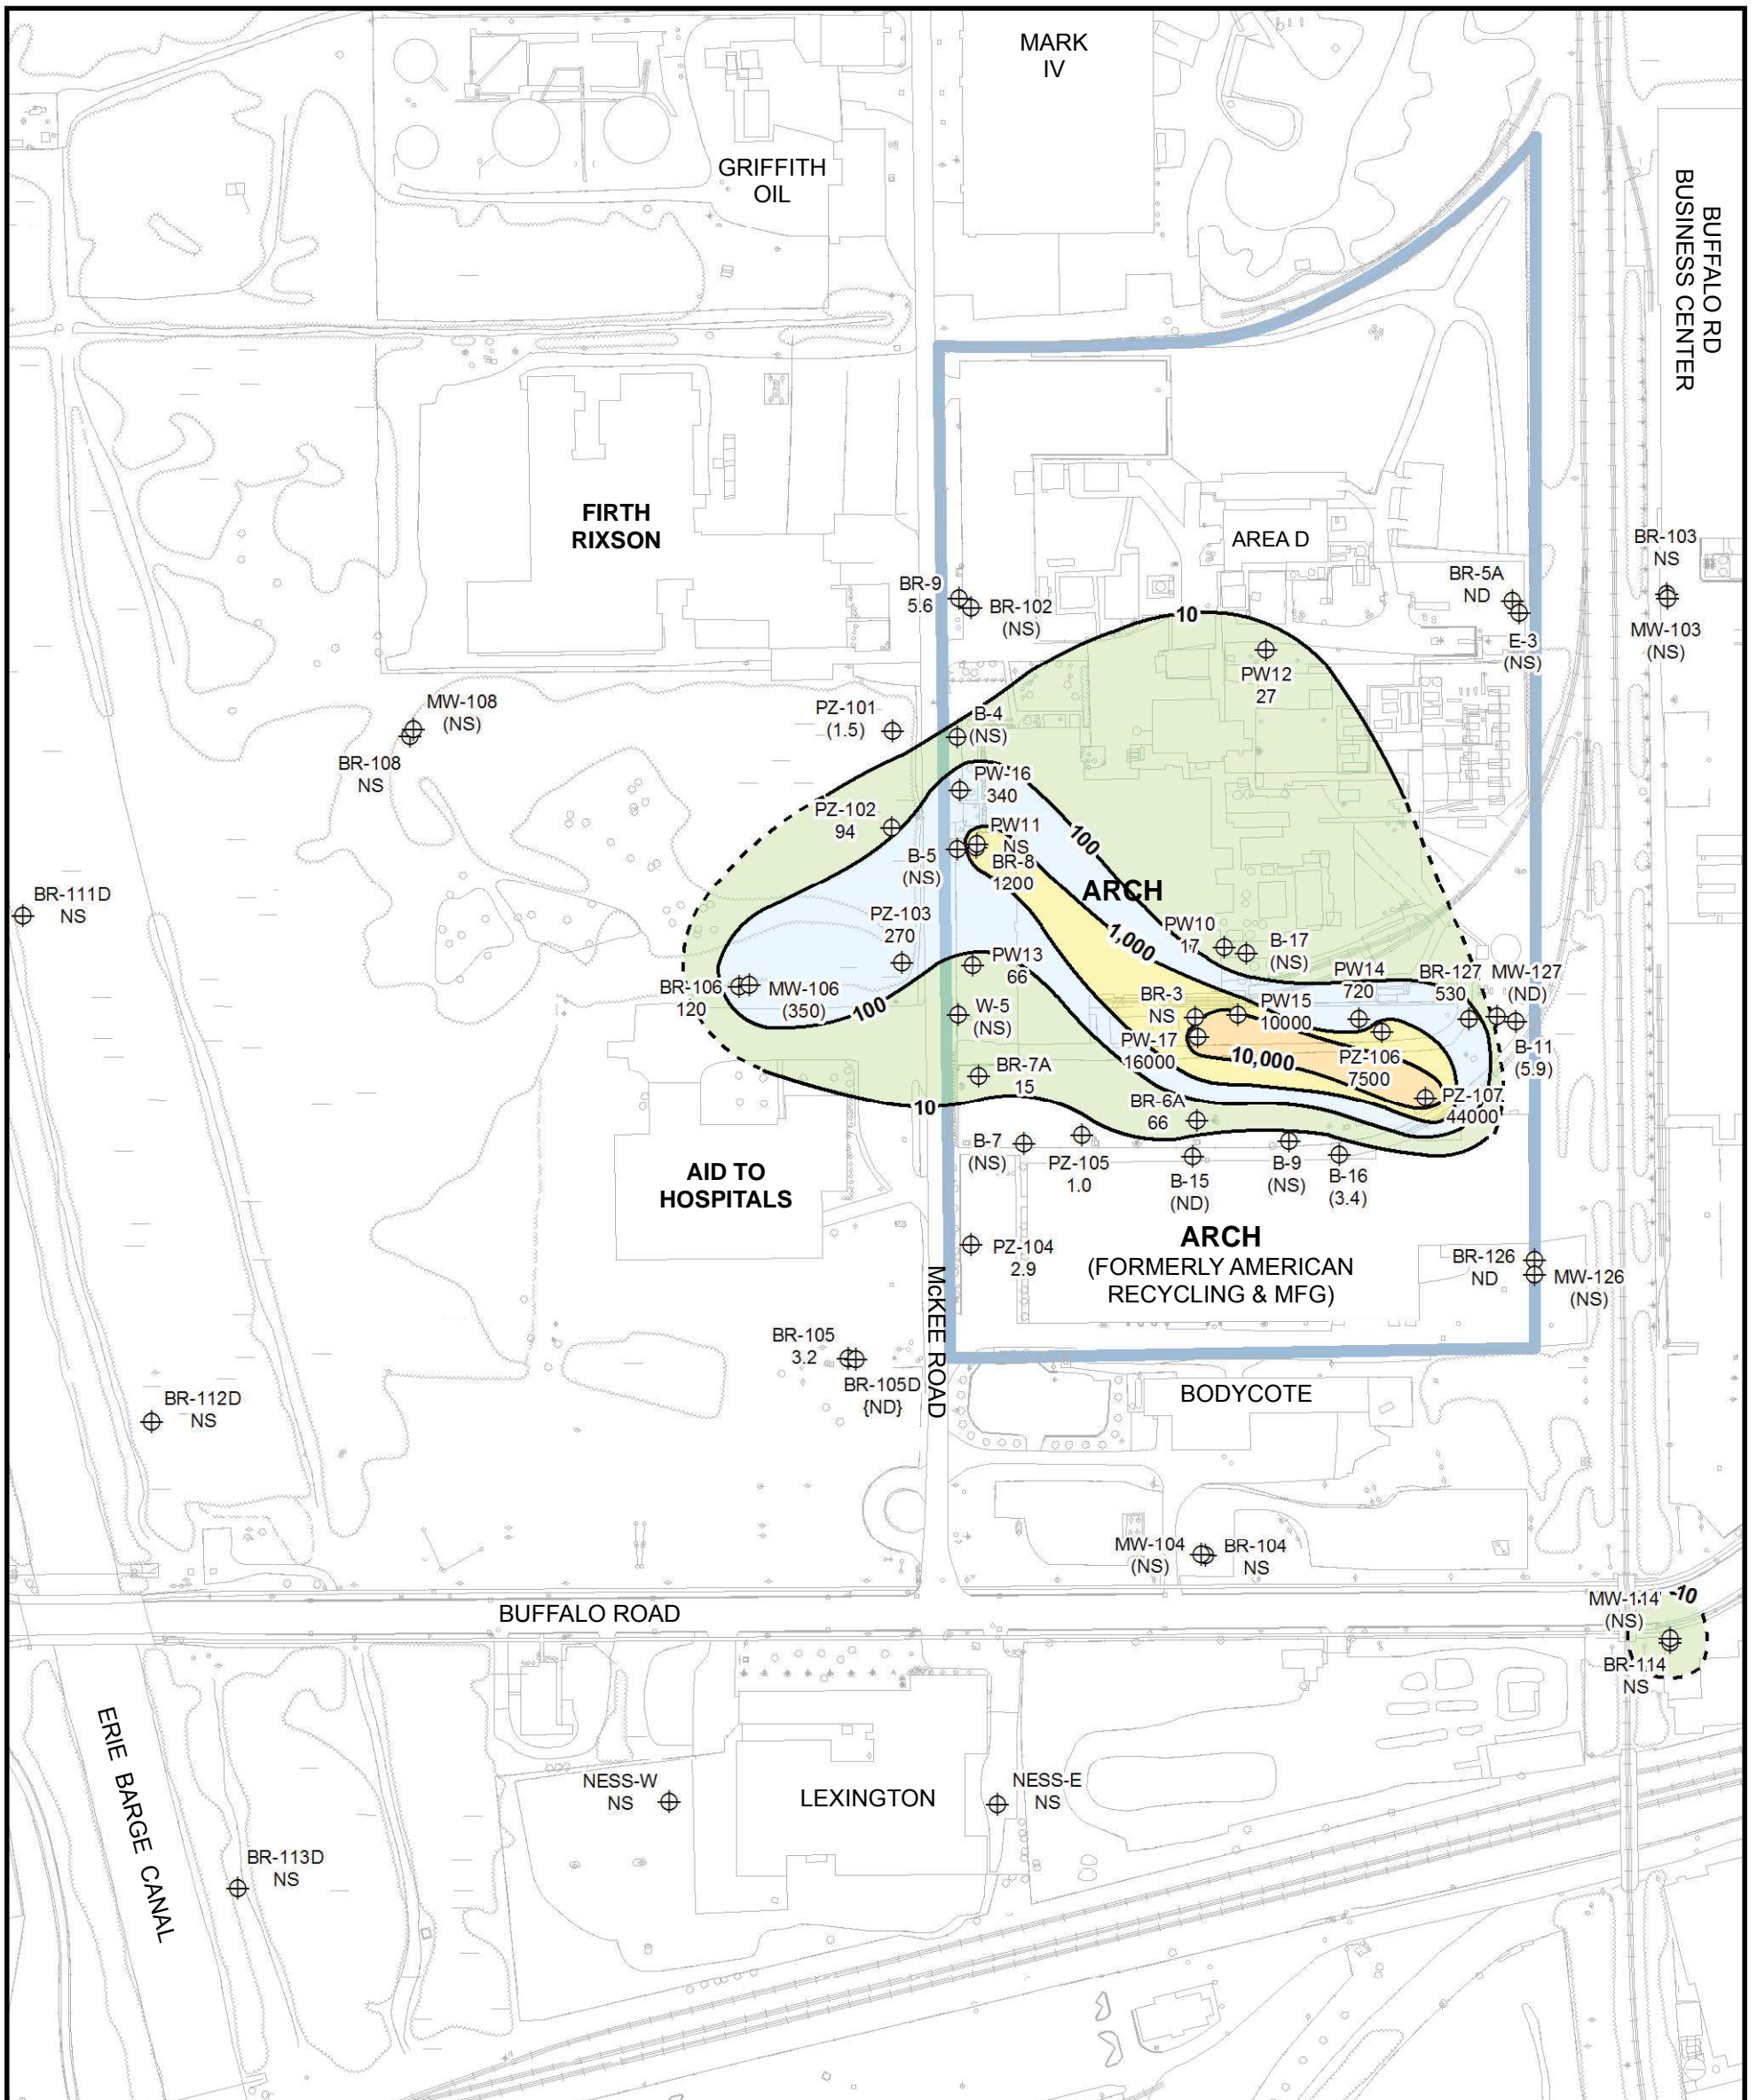 MARK
IV
GRIFFITH
OIL
BUFFALO RD
BUSINESS CENTER
FIRTH
RIXSON
AREA D
BR-103
NS
BR-5A
ND
BR-9
5.6
BR-102
(NS)
MW-103
(NS)
E-3
(NS)
10
PW12
27
MW-108
(NS)
PZ-101
(1.5)
B-4
(NS)
BR-108
NS
PW-16
340
PZ-102
94
PW11
NS
100
B-5
(NS)
BR-8
1200
ARCH
BR-111D
NS
PZ-103
270
PW10
17
1,000
B-17
(NS)
PW13
66
PW14
720
BR-127
530
MW-127
(ND)
BR-106
120
MW-106
(350)
100
BR-3
NS
PW15
10000
W-5
(NS)
PW-17
16000
10,000
PZ-106
7500
B-11
(5.9)
BR-7A
15
BR-6A
66
PZ-107
44000
10
B-7
(NS)
PZ-105
1.0
B-15
(ND)
B-9
(NS)
B-16
(3.4)
AID TO
HOSPITALS
PZ-104
2.9
ARCH
(FORMERLY AMERICAN
RECYCLING & MFG)
BR-126
ND
MW-126
(NS)
McKEE ROAD
BR-105
3.2
BR-105D
{ND}
BODYCOTE
BR-112D
NS
MW-104
(NS)
BR-104
NS
BUFFALO ROAD
MW-114
(NS)
10
BR-114
NS
ERIE BARGE CANAL
NESS-W
NS
LEXINGTON
NESS-E
NS
BR-113D
NS